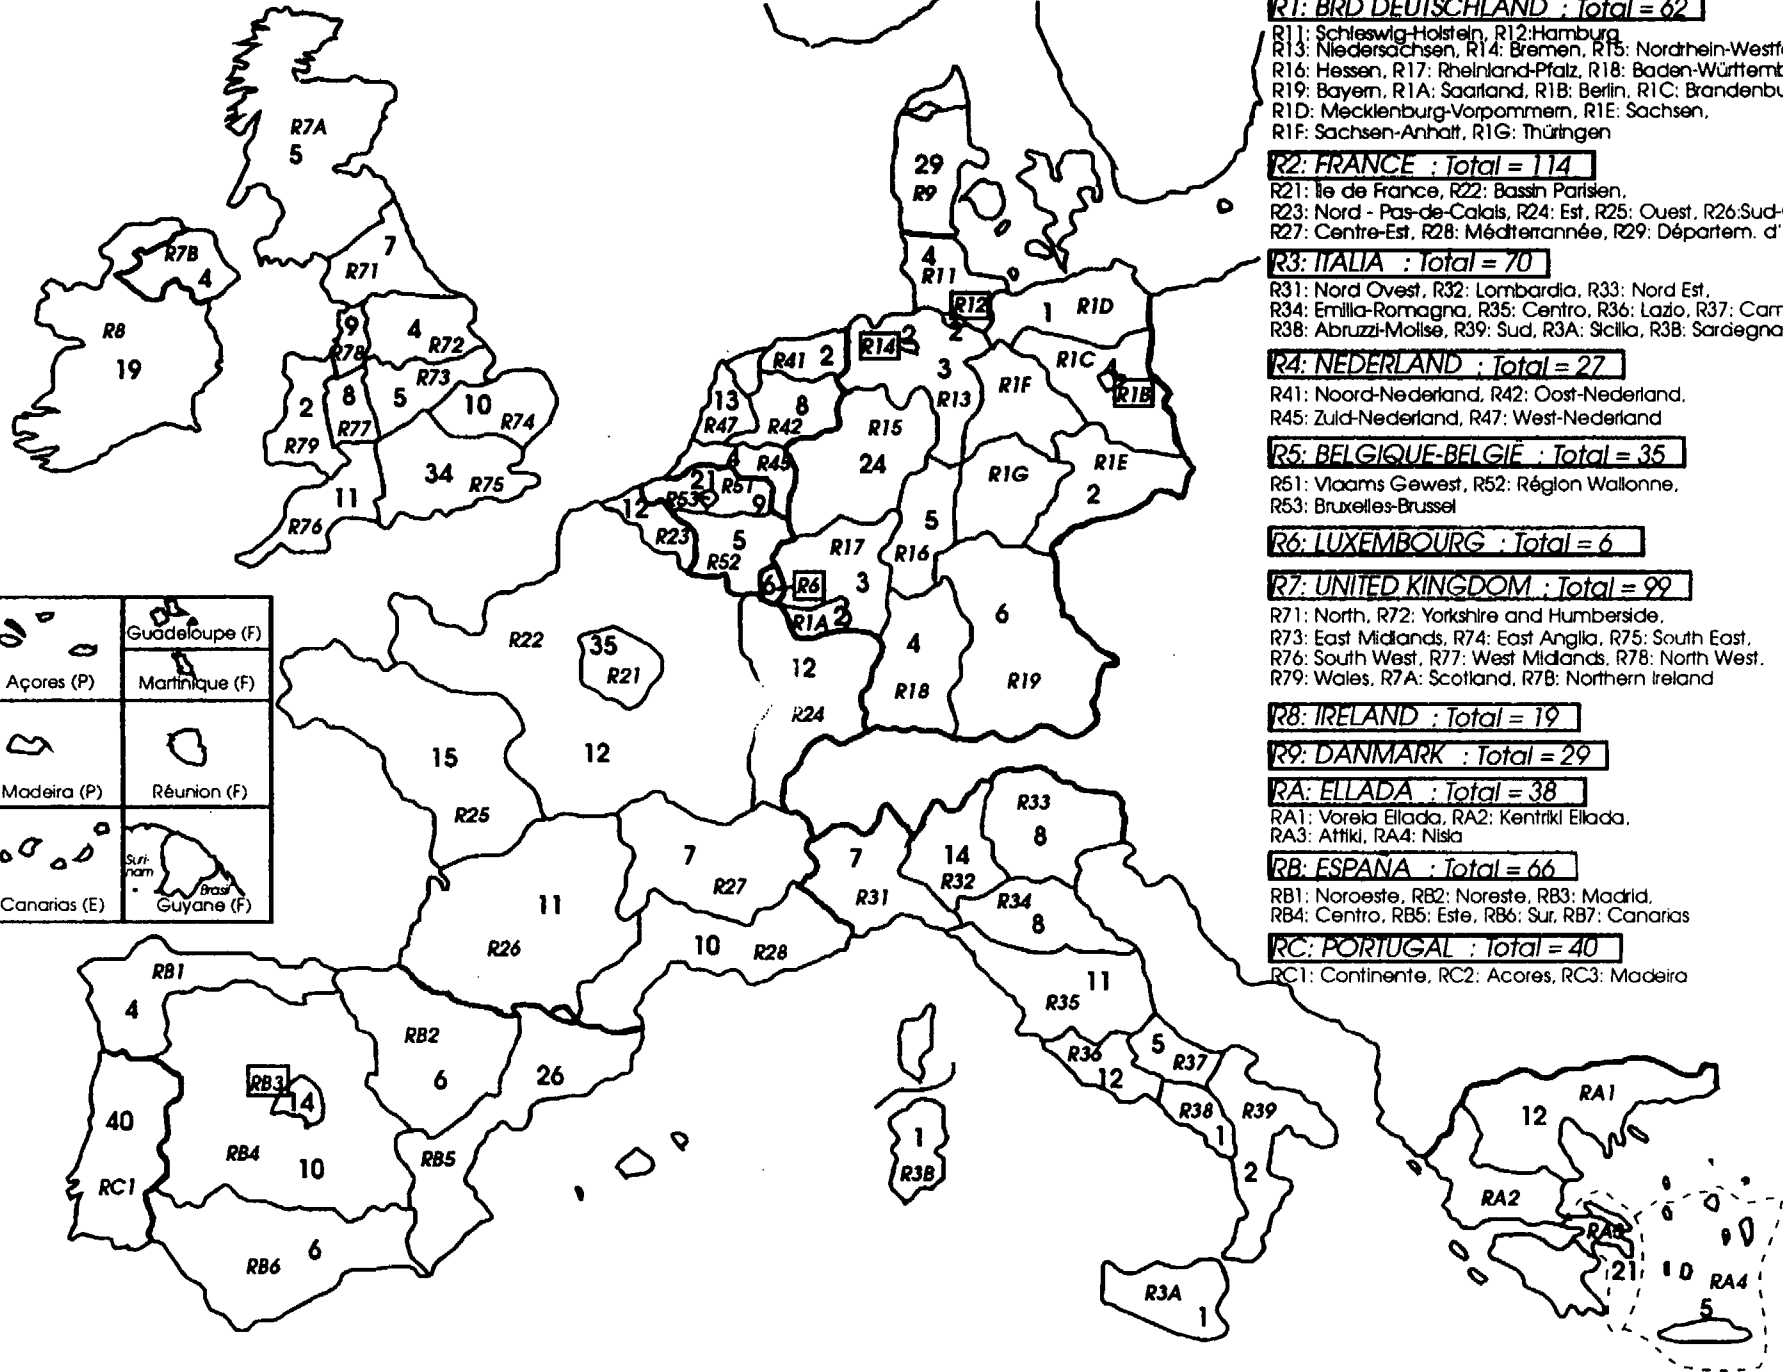 R1: BRD DEUTSCHLAND : Total = 62
R11: Schleswig-Holstein, R12:Hamburg
R13: Niedersachsen, R14: Bremen, R15: Nordrhein-Westf
R16: Hessen, R17: Rheinland-Pfalz, R18: Baden-Württemb
R19: Bayern, R1A: Saarland, R1B: Berlin, R1C: Brandenbu
R1D: Mecklenburg-Vorpommern, R1E: Sachsen,
R1F: Sachsen-Anhalt, R1G: Thüringen
R2: FRANCE : Total = 114
R21: Île de France, R22: Bassin Parisien,
R23: Nord - Pas-de-Calais, R24: Est, R25: Ouest, R26:Sud-
R27: Centre-Est, R28: Méditerrannée, R29: Départem. d'
R3: ITALIA : Total = 70
R31: Nord Ovest, R32: Lombardia, R33: Nord Est,
R34: Emilia-Romagna, R35: Centro, R36: Lazio, R37: Cam
R38: Abruzzi-Molise, R39: Sud, R3A: Sicilia, R3B: Sardegna
R4: NEDERLAND : Total = 27
R41: Noord-Nederland, R42: Oost-Nederland,
R45: Zuid-Nederland, R47: West-Nederland
R5: BELGIQUE-BELGIË : Total = 35
R51: Vlaams Gewest, R52: Région Wallonne,
R53: Bruxelles-Brussel
R6: LUXEMBOURG : Total = 6
R7: UNITED KINGDOM : Total = 99
R71: North, R72: Yorkshire and Humberside,
R73: East Midlands, R74: East Anglia, R75: South East,
R76: South West, R77: West Midlands, R78: North West,
R79: Wales, R7A: Scotland, R7B: Northern Ireland
R8: IRELAND : Total = 19
R9: DANMARK : Total = 29
RA: ELLADA : Total = 38
RA1: Voreia Ellada, RA2: Kentriki Ellada,
RA3: Attiki, RA4: Nisia
RB: ESPAÑA : Total = 66
RB1: Noroeste, RB2: Noreste, RB3: Madrid,
RB4: Centro, RB5: Este, RB6: Sur, RB7: Canarias
RC: PORTUGAL : Total = 40
RC1: Continente, RC2: Acores, RC3: Madeira
R7A
5
R7B
4
R8
19
7
R71
9
R78
4
R72
R73
5
8
R77
10
R74
2
R79
34
R75
11
R76
29
R9
4
R11
R12
2
1
R1D
R14
2
3
R13
R1C
4
R1B
R1F
R41
2
13
R47
8
R42
R15
24
4
R45
R1G
R1E
2
21
R51
R53
9
12
R23
5
R52
5
R16
R17
3
6
R6
R1A
2
R22
35
R21
12
12
R24
4
R18
6
R19
15
R25
7
R27
11
R26
10
R28
7
R31
14
R32
R33
8
R34
8
11
R35
R36
12
5
R37
R38
1
R39
2
1
R3B
R3A
1
RB1
4
RB2
6
26
RB3
14
RB4
10
RB5
RB6
6
40
RC1
RA1
12
RA2
RA3
21
RA4
5
Açores (P)
Guadeloupe (F)
Martinique (F)
Madeira (P)
Réunion (F)
Canarias (E)
Suri-
nam
Brasil
Guyane (F)